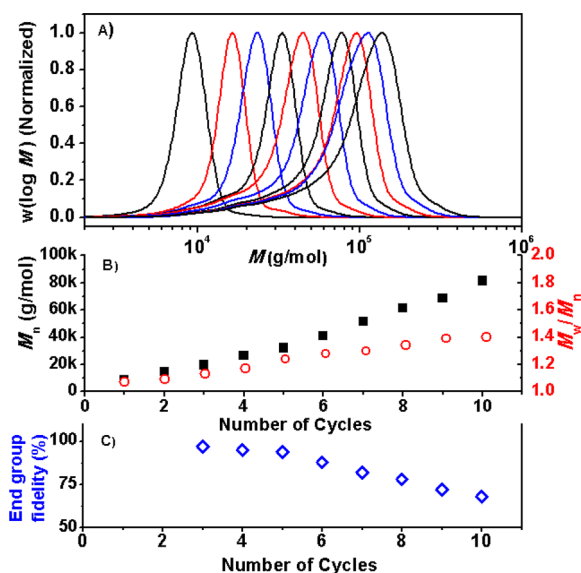 A)
w(log M) (Normalized)
1.0
0.8
0.6
0.4
0.2
0.0
10^4
10^5
10^6
M (g/mol)
B)
M_n (g/mol)
100k
80k
60k
40k
20k
0
2.0
1.8
1.6
1.4
1.2
1.0
M_w/M_n
0 2 4 6 8 10
Number of Cycles
C)
End group
fidelity (%)
100
75
50
0 2 4 6 8 10
Number of Cycles